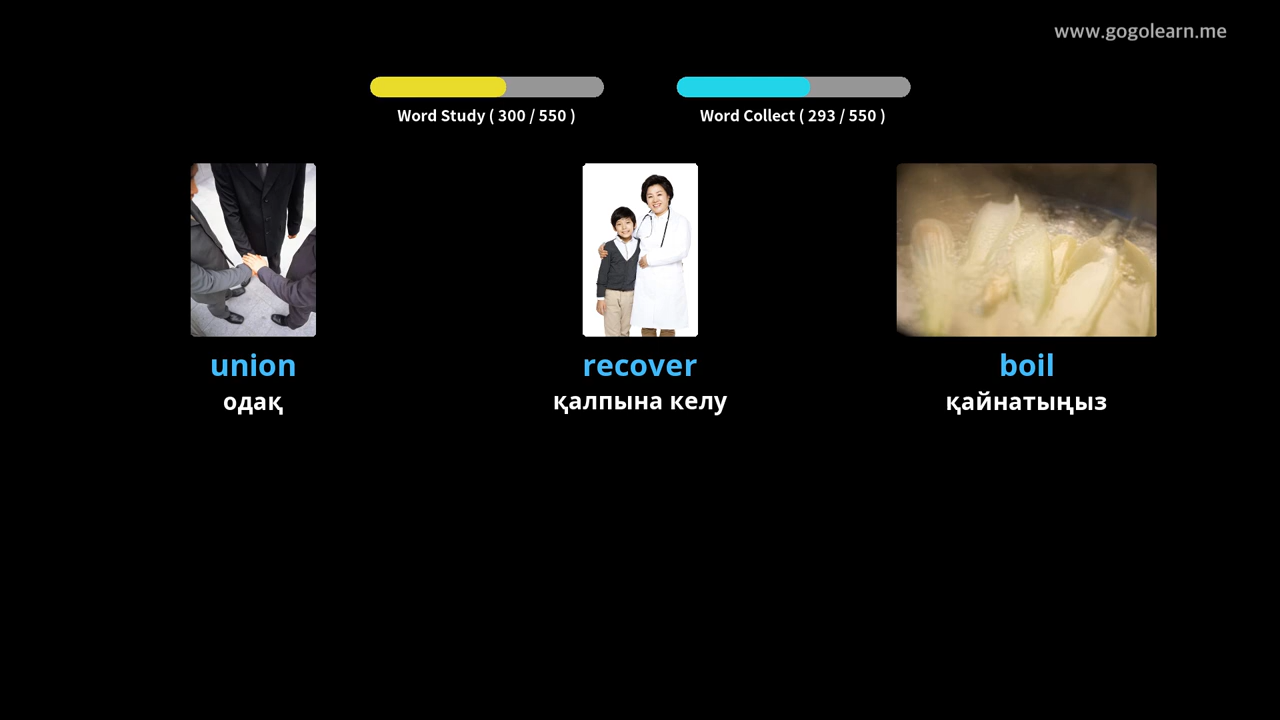 www.gogolearn.me
Word Study ( 300 / 550 )
Word Collect ( 293 / 550 )
union
одақ
recover
қалпына келу
boil
қайнатыңыз